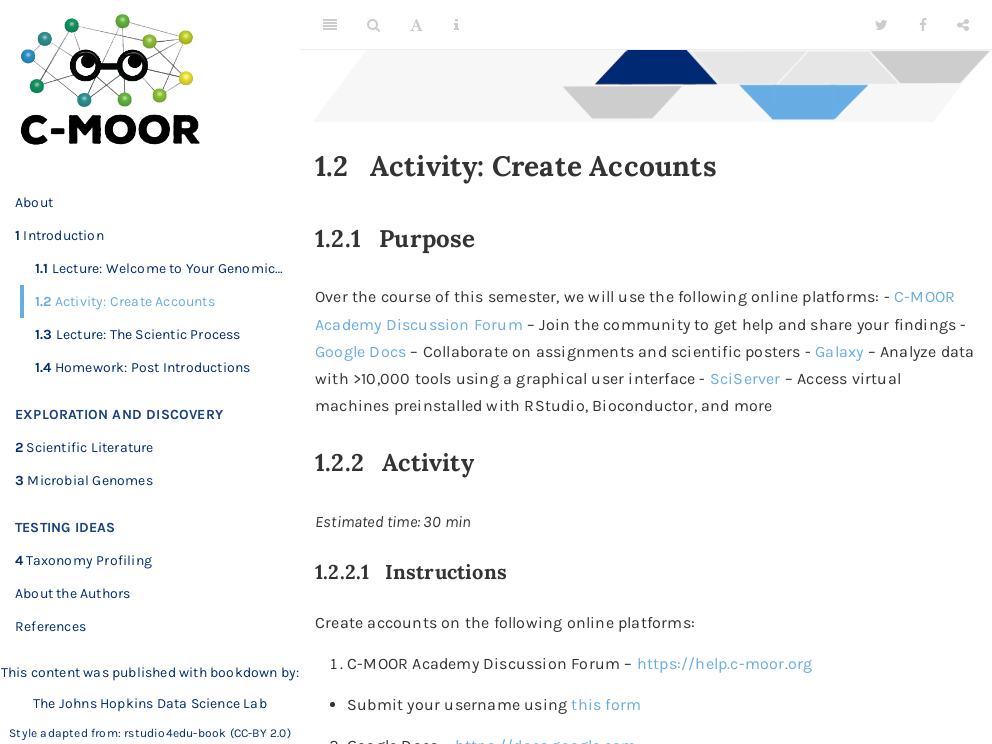 C-MOOR
About
1 Introduction
1.1 Lecture: Welcome to Your Genomic…
1.2 Activity: Create Accounts
1.3 Lecture: The Scientic Process
1.4 Homework: Post Introductions
EXPLORATION AND DISCOVERY
2 Scientific Literature
3 Microbial Genomes
TESTING IDEAS
4 Taxonomy Profiling
About the Authors
References
This content was published with bookdown by:
The Johns Hopkins Data Science Lab
Style adapted from: rstudio4edu-book (CC-BY 2.0)
A
1.2 Activity: Create Accounts
1.2.1 Purpose
Over the course of this semester, we will use the following online platforms: - C-MOOR
Academy Discussion Forum – Join the community to get help and share your findings -
Google Docs – Collaborate on assignments and scientific posters - Galaxy – Analyze data
with >10,000 tools using a graphical user interface - SciServer – Access virtual
machines preinstalled with RStudio, Bioconductor, and more
1.2.2 Activity
Estimated time: 30 min
1.2.2.1 Instructions
Create accounts on the following online platforms:
1. C-MOOR Academy Discussion Forum – https://help.c-moor.org
• Submit your username using this form
2. Google Docs – https://docs.google.com